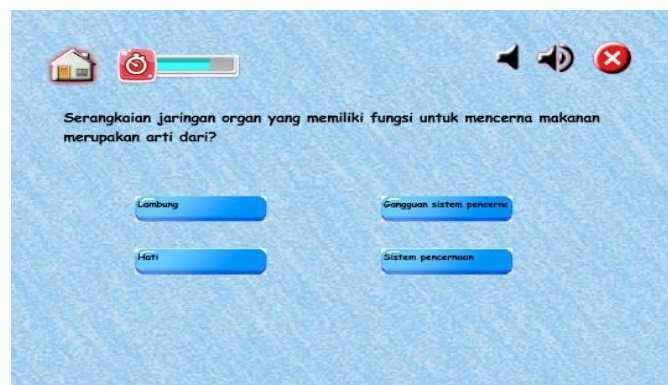 Serangkaian jaringan organ yang memiliki fungsi untuk mencerna makanan
merupakan arti dari?
Lambung
Gangguan sistem pencerna
Hati
Sistem pencernaan